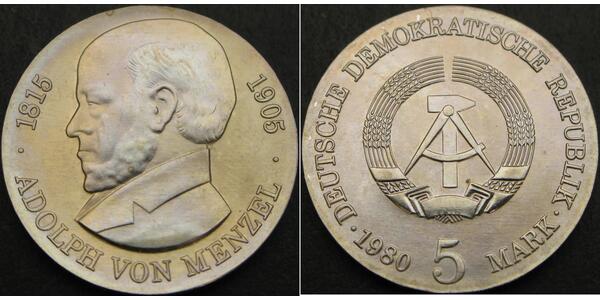 · 1815
1905 ·
ADOLPH VON MENZEL
DEUTSCHE DEMOKRATISCHE REPUBLIK
· 1980 5 MARK ·